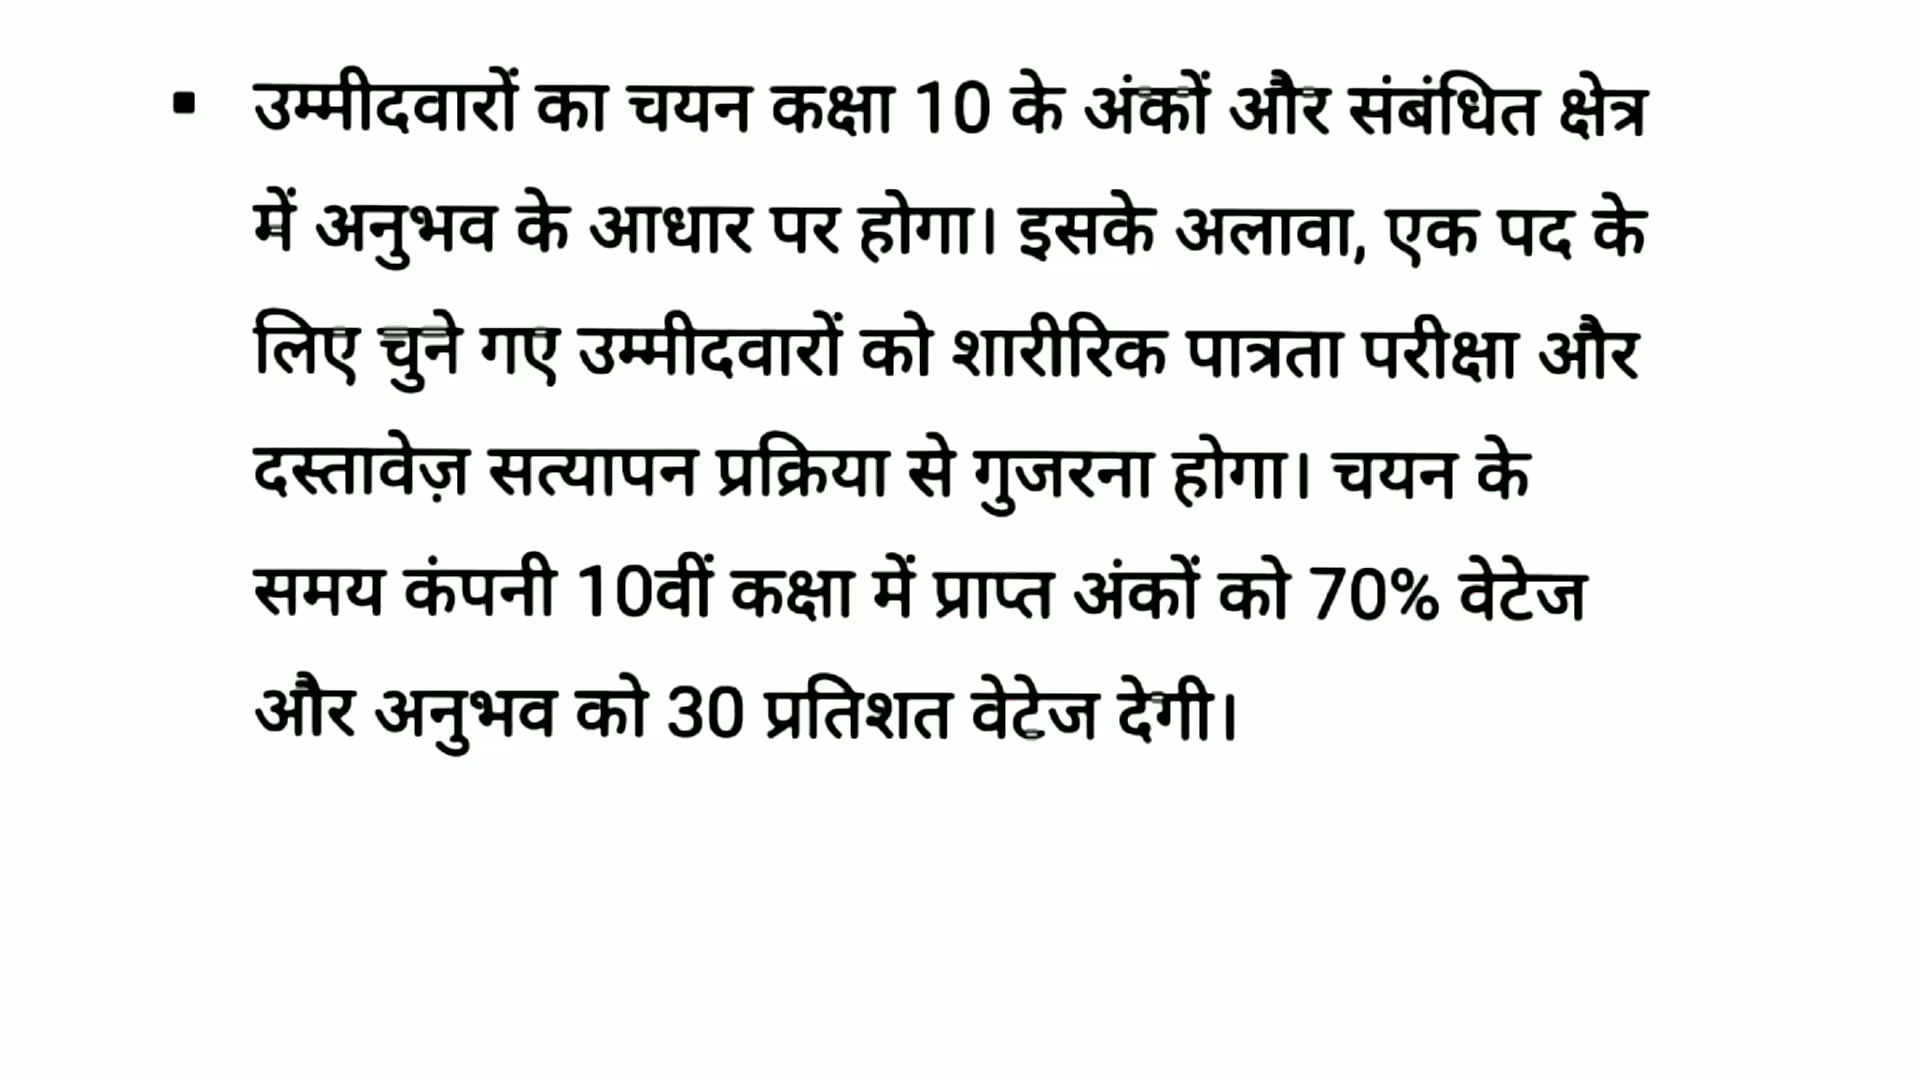 ▪ उम्मीदवारों का चयन कक्षा 10 के अंकों और संबंधित क्षेत्र
में अनुभव के आधार पर होगा। इसके अलावा, एक पद के
लिए चुने गए उम्मीदवारों को शारीरिक पात्रता परीक्षा और
दस्तावेज़ सत्यापन प्रक्रिया से गुजरना होगा। चयन के
समय कंपनी 10वीं कक्षा में प्राप्त अंकों को 70% वेटेज
और अनुभव को 30 प्रतिशत वेटेज देगी।